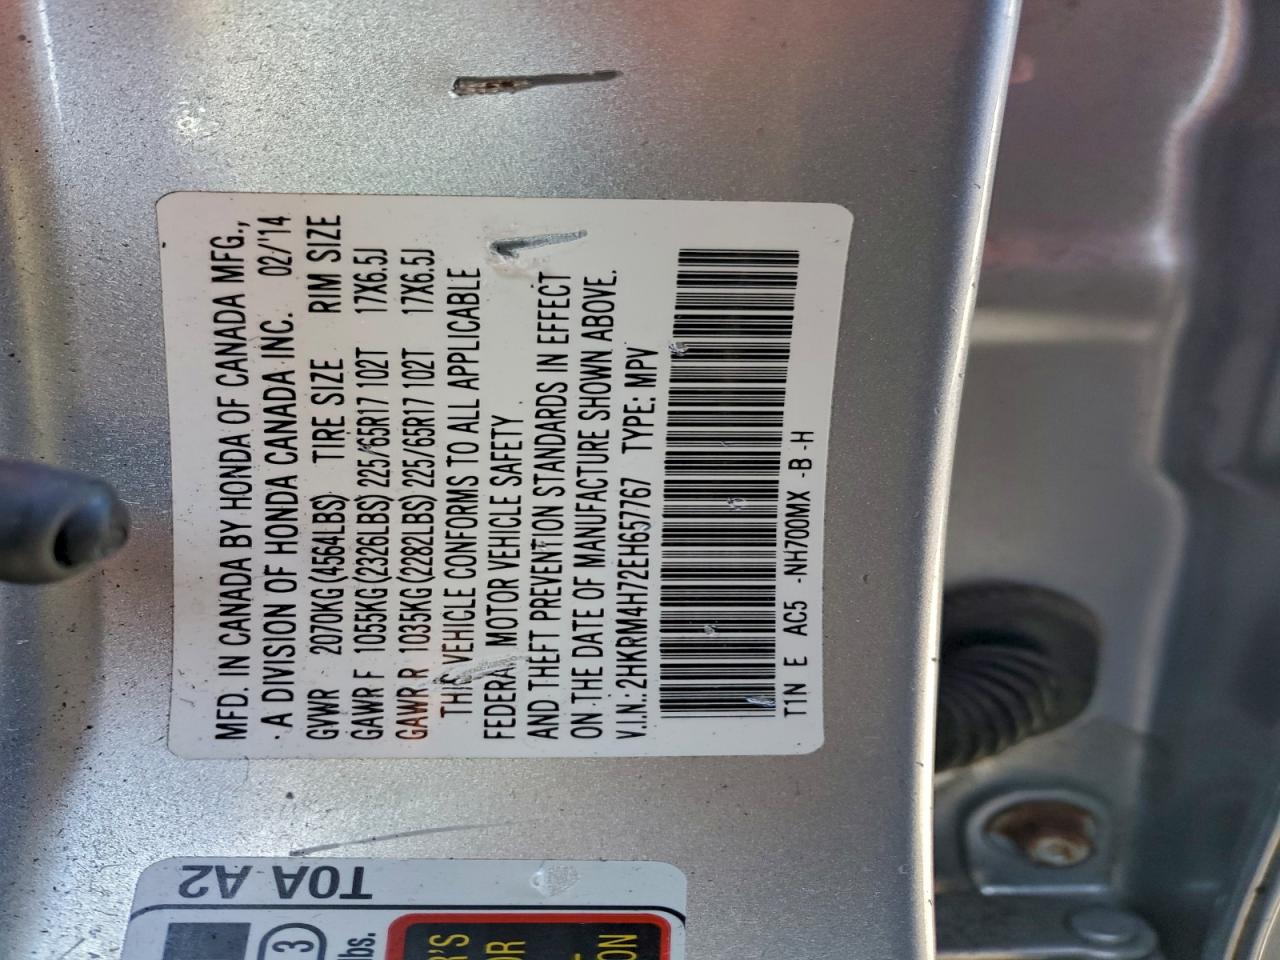 MFD. IN CANADA BY HONDA OF CANADA MFG.,
A DIVISION OF HONDA CANADA INC. 02/'14
GVWR 2070KG(4564LBS) TIRE SIZE RIM SIZE
GAWR F 1055KG(2326LBS) 225/65R17 102T 17X6.5J
GAWR R 1035KG(2282LBS) 225/65R17 102T 17X6.5J
THIS VEHICLE CONFORMS TO ALL APPLICABLE
FEDERAL MOTOR VEHICLE SAFETY
AND THEFT PREVENTION STANDARDS IN EFFECT
ON THE DATE OF MANUFACTURE SHOWN ABOVE.
V.I.N.:2HKRM4H72EH657767 TYPE: MPV
T1N E AC5 -NH700MX -B -H
T0A A2
3